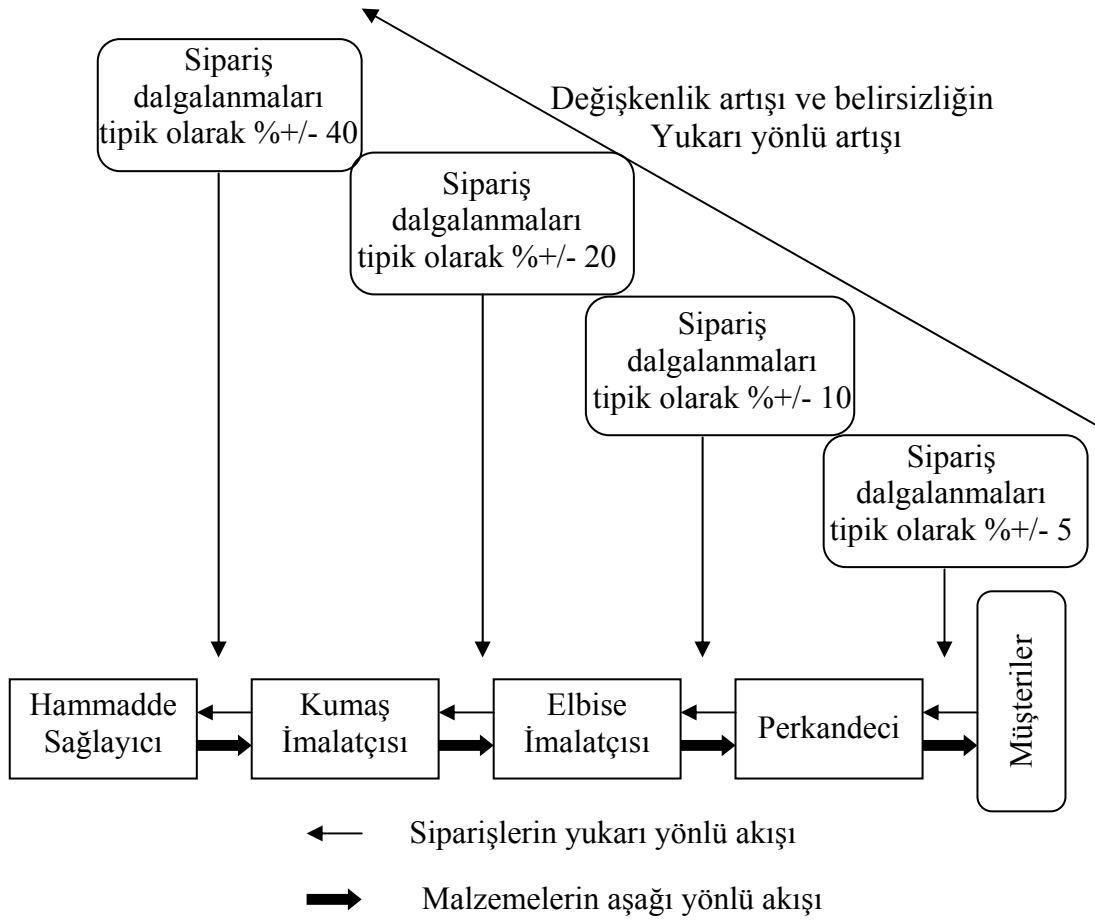 Sipariş
dalgalanmaları
tipik olarak %+/- 40
Değişkenlik artışı ve belirsizliğin
Yukarı yönlü artışı
Sipariş
dalgalanmaları
tipik olarak %+/- 20
Sipariş
dalgalanmaları
tipik olarak %+/- 10
Sipariş
dalgalanmaları
tipik olarak %+/- 5
Hammadde
Sağlayıcı
Kumaş
İmalatçısı
Elbise
İmalatçısı
Perkandeci
Müşteriler
Siparişlerin yukarı yönlü akışı
Malzemelerin aşağı yönlü akışı